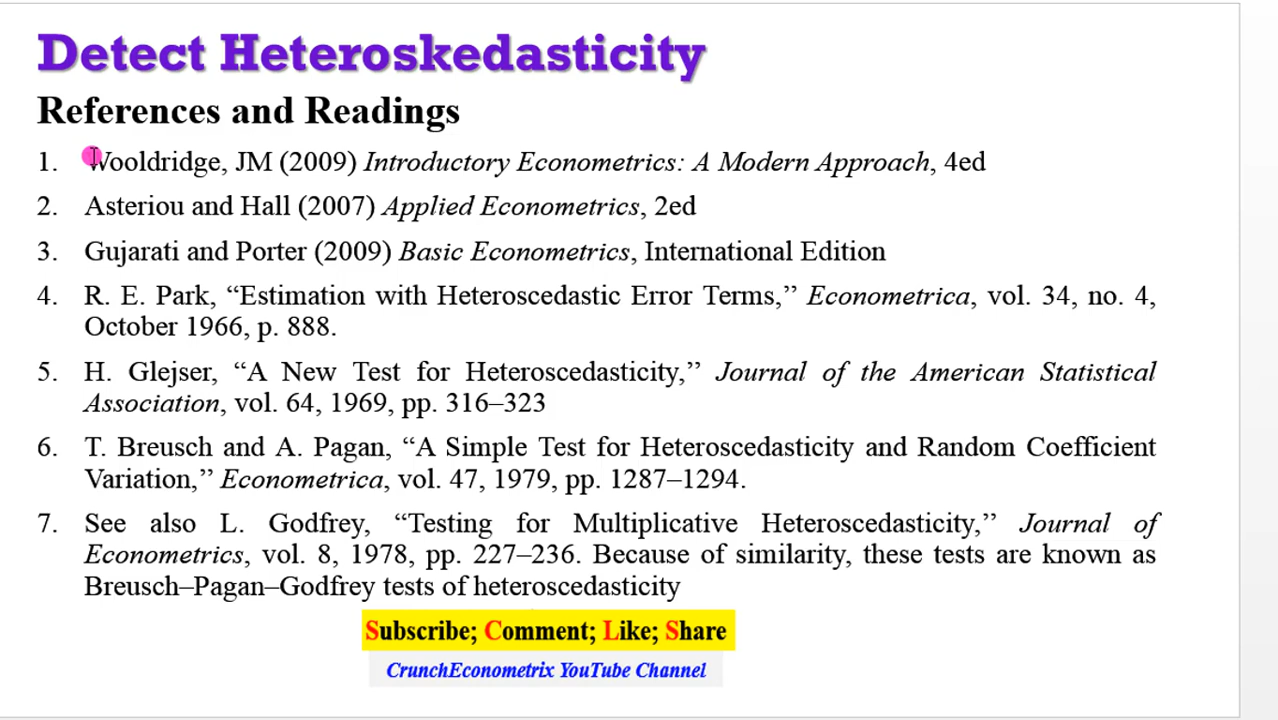 Detect Heteroskedasticity
References and Readings
1. Wooldridge, JM (2009) Introductory Econometrics: A Modern Approach, 4ed
2. Asteriou and Hall (2007) Applied Econometrics, 2ed
3. Gujarati and Porter (2009) Basic Econometrics, International Edition
4. R. E. Park, “Estimation with Heteroscedastic Error Terms,” Econometrica, vol. 34, no. 4,
October 1966, p. 888.
5. H. Glejser, “A New Test for Heteroscedasticity,” Journal of the American Statistical
Association, vol. 64, 1969, pp. 316–323
6. T. Breusch and A. Pagan, “A Simple Test for Heteroscedasticity and Random Coefficient
Variation,” Econometrica, vol. 47, 1979, pp. 1287–1294.
7. See also L. Godfrey, “Testing for Multiplicative Heteroscedasticity,” Journal of
Econometrics, vol. 8, 1978, pp. 227–236. Because of similarity, these tests are known as
Breusch–Pagan–Godfrey tests of heteroscedasticity
Subscribe; Comment; Like; Share
CrunchEconometrix YouTube Channel